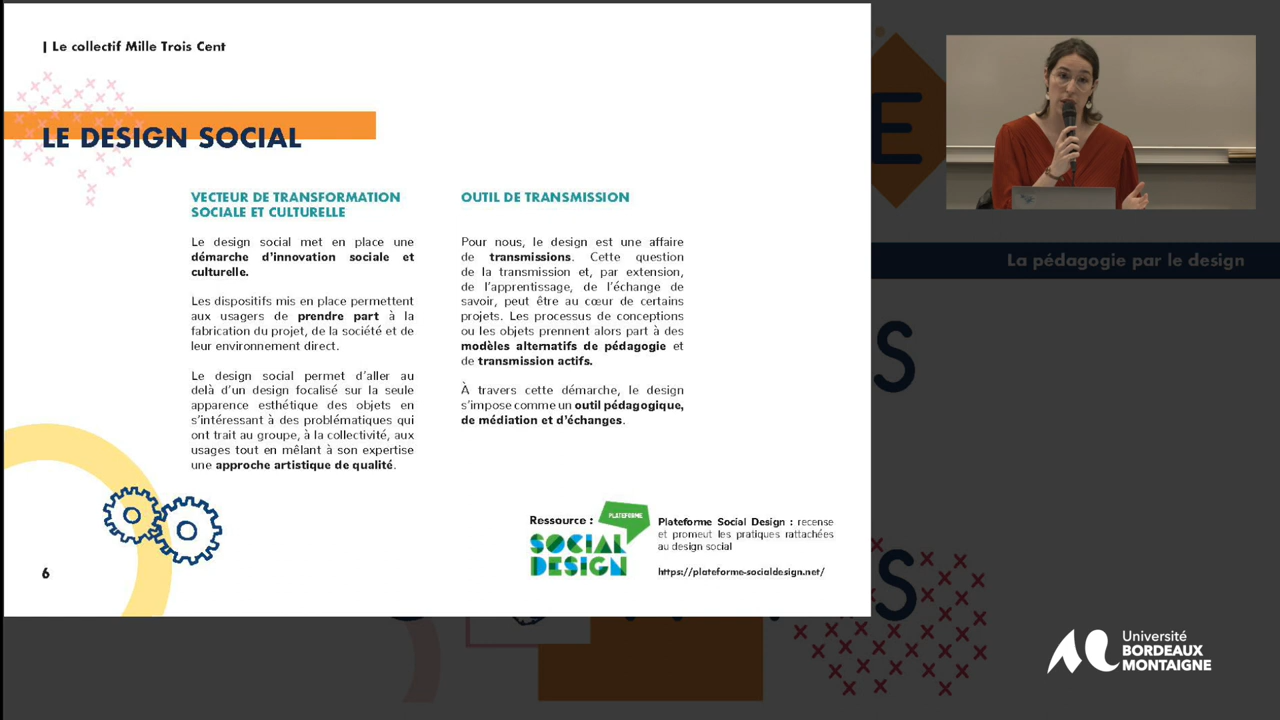 | Le collectif Mille Trois Cent
LE DESIGN SOCIAL
VECTEUR DE TRANSFORMATION
SOCIALE ET CULTURELLE
Le design social met en place une
démarche d'innovation sociale et
culturelle.
Les dispositifs mis en place permettent
aux usagers de prendre part à la
fabrication du projet, de la société et de
leur environnement direct.
Le design social permet d'aller au
delà d'un design focalisé sur la seule
apparence esthétique des objets en
s'intéressant à des problématiques qui
ont trait au groupe, à la collectivité, aux
usages tout en mêlant à son expertise
une approche artistique de qualité.
OUTIL DE TRANSMISSION
Pour nous, le design est une affaire
de transmissions. Cette question
de la transmission et, par extension,
de l'apprentissage, de l'échange de
savoir, peut être au cœur de certains
projets. Les processus de conceptions
ou les objets prennent alors part à des
modèles alternatifs de pédagogie et
de transmission actifs.
À travers cette démarche, le design
s'impose comme un outil pédagogique,
de médiation et d'échanges.
Ressource :
PLATEFORME
SOCIAL
DESIGN
Plateforme Social Design : recense
et promeut les pratiques rattachées
au design social
https://plateforme-socialdesign.net/
6
E
La pédagogie par le design
S
S
Université
BORDEAUX
MONTAIGNE